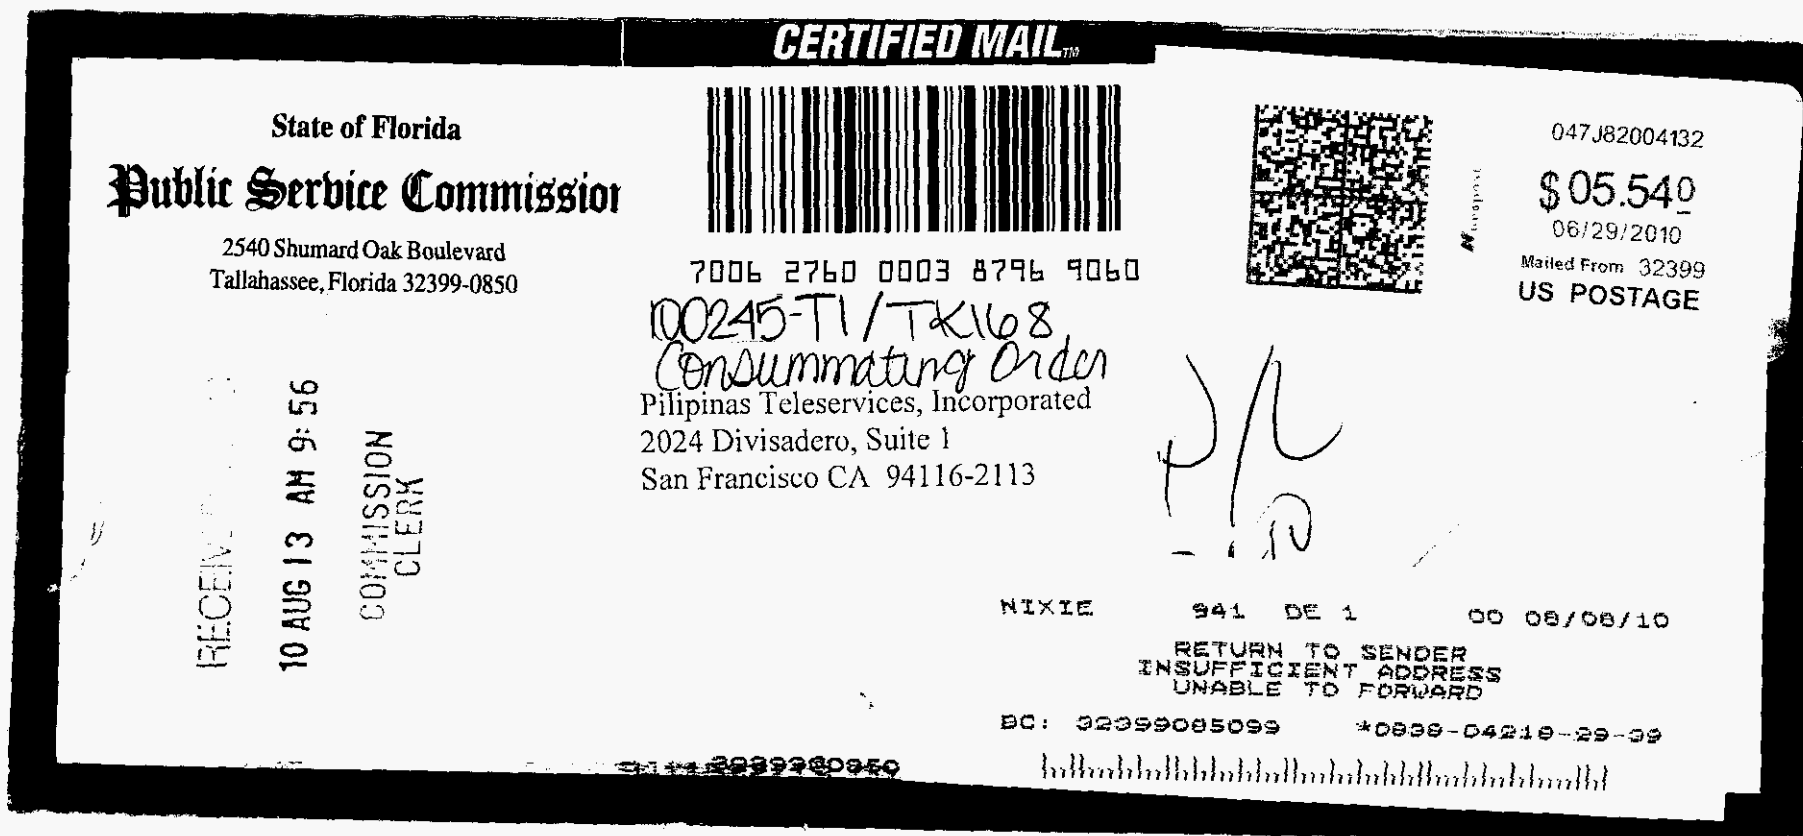 CERTIFIED MAIL™
State of Florida
Public Service Commission
2540 Shumard Oak Boulevard
Tallahassee, Florida 32399-0850
7006 2760 0003 8796 9060
047J82004132
$05.540
06/29/2010
Mailed From 32399
US POSTAGE
100245-TI/TK168
Consummating Order
Pilipinas Teleservices, Incorporated
2024 Divisadero, Suite 1
San Francisco CA 94116-2113
10 AUG 13 AM 9:56
COMMISSION
CLERK
NIXIE 941 DE 1 00 08/08/10
RETURN TO SENDER
INSUFFICIENT ADDRESS
UNABLE TO FORWARD
BC: 32399085099 *0838-04218-29-39